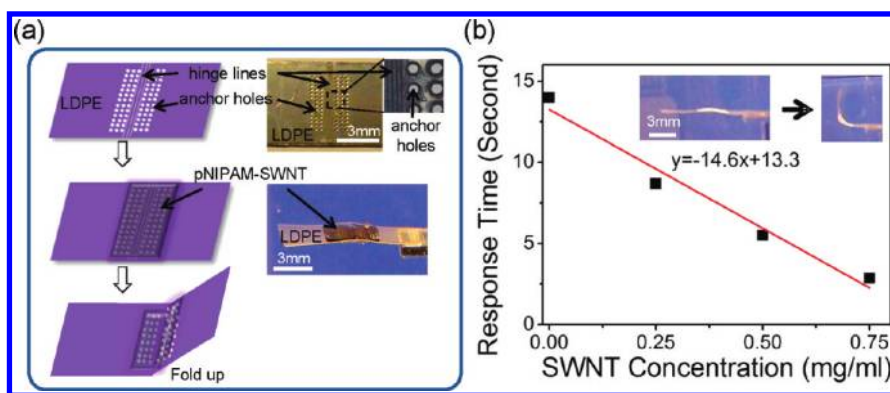 (a)
hinge lines
LDPE
anchor holes
LDPE
3mm
anchor
holes
pNIPAM-SWNT
LDPE
3mm
Fold up
(b)
Response Time (Second)
15
10
5
0
3mm
y=-14.6x+13.3
0.00
0.25
0.50
0.75
SWNT Concentration (mg/ml)